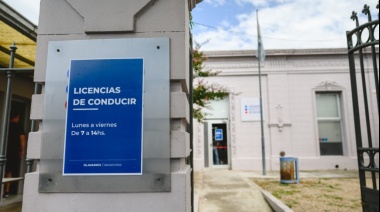 LICENCIAS
DE CONDUCIR
Lunes a viernes
De 7 a 14hs.